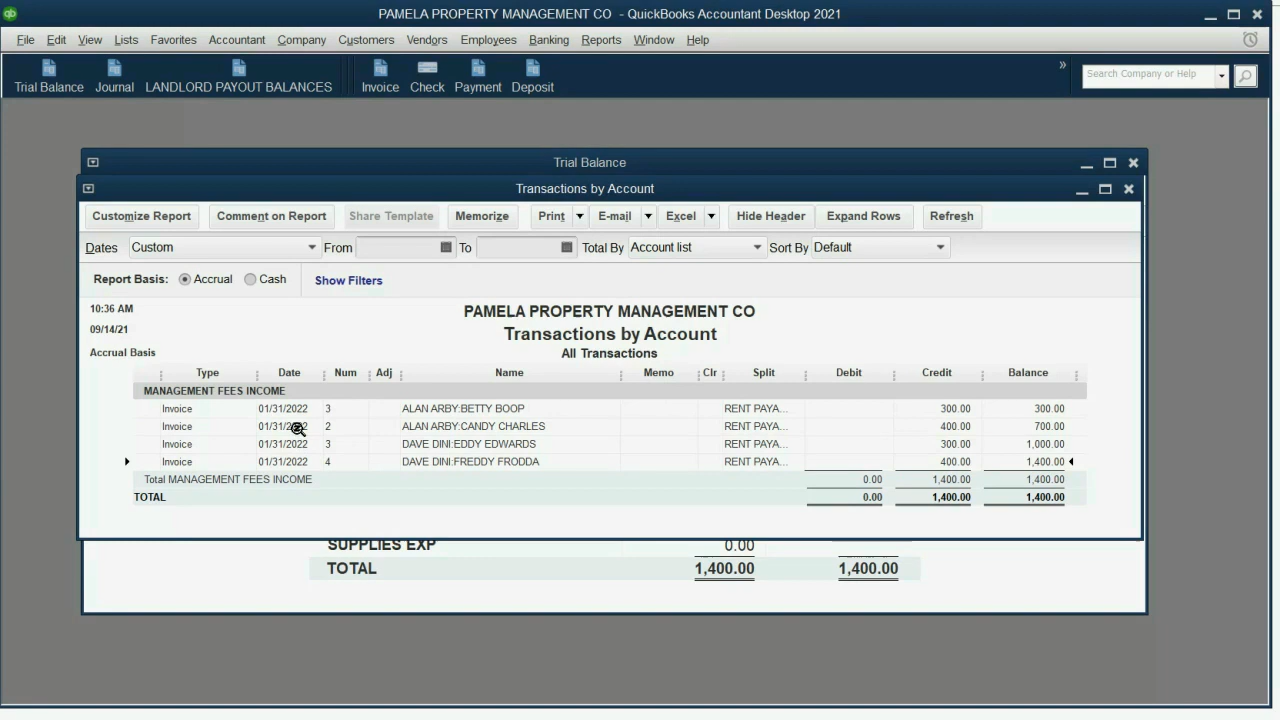 PAMELA PROPERTY MANAGEMENT CO - QuickBooks Accountant Desktop 2021
File Edit View Lists Favorites Accountant Company Customers Vendors Employees Banking Reports Window Help
Trial Balance Journal LANDLORD PAYOUT BALANCES Invoice Check Payment Deposit » Search Company or Help
Trial Balance
Transactions by Account
Customize Report Comment on Report Share Template Memorize Print E-mail Excel Hide Header Expand Rows Refresh
Dates Custom From To Total By Account list Sort By Default
Report Basis: Accrual Cash Show Filters
10:36 AM PAMELA PROPERTY MANAGEMENT CO
09/14/21 Transactions by Account
Accrual Basis All Transactions
Type Date Num Adj Name Memo Clr Split Debit Credit Balance
MANAGEMENT FEES INCOME
Invoice 01/31/2022 3 ALAN ARBY:BETTY BOOP RENT PAYA... 300.00 300.00
Invoice 01/31/2022 2 ALAN ARBY:CANDY CHARLES RENT PAYA... 400.00 700.00
Invoice 01/31/2022 3 DAVE DINI:EDDY EDWARDS RENT PAYA... 300.00 1,000.00
Invoice 01/31/2022 4 DAVE DINI:FREDDY FRODDA RENT PAYA... 400.00 1,400.00
Total MANAGEMENT FEES INCOME 0.00 1,400.00 1,400.00
TOTAL 0.00 1,400.00 1,400.00
SUPPLIES EXP 0.00
TOTAL 1,400.00 1,400.00